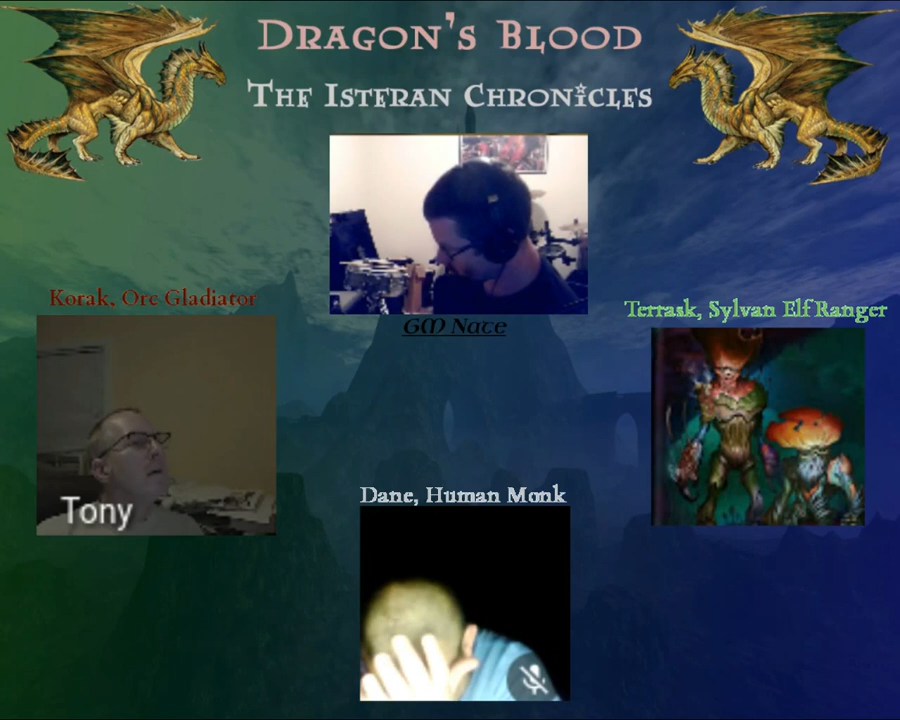 Dragon's Blood
The Isteran Chronicles
GM Nate
Korak, Orc Gladiator
Terrask, Sylvan Elf Ranger
Tony
Dane, Human Monk